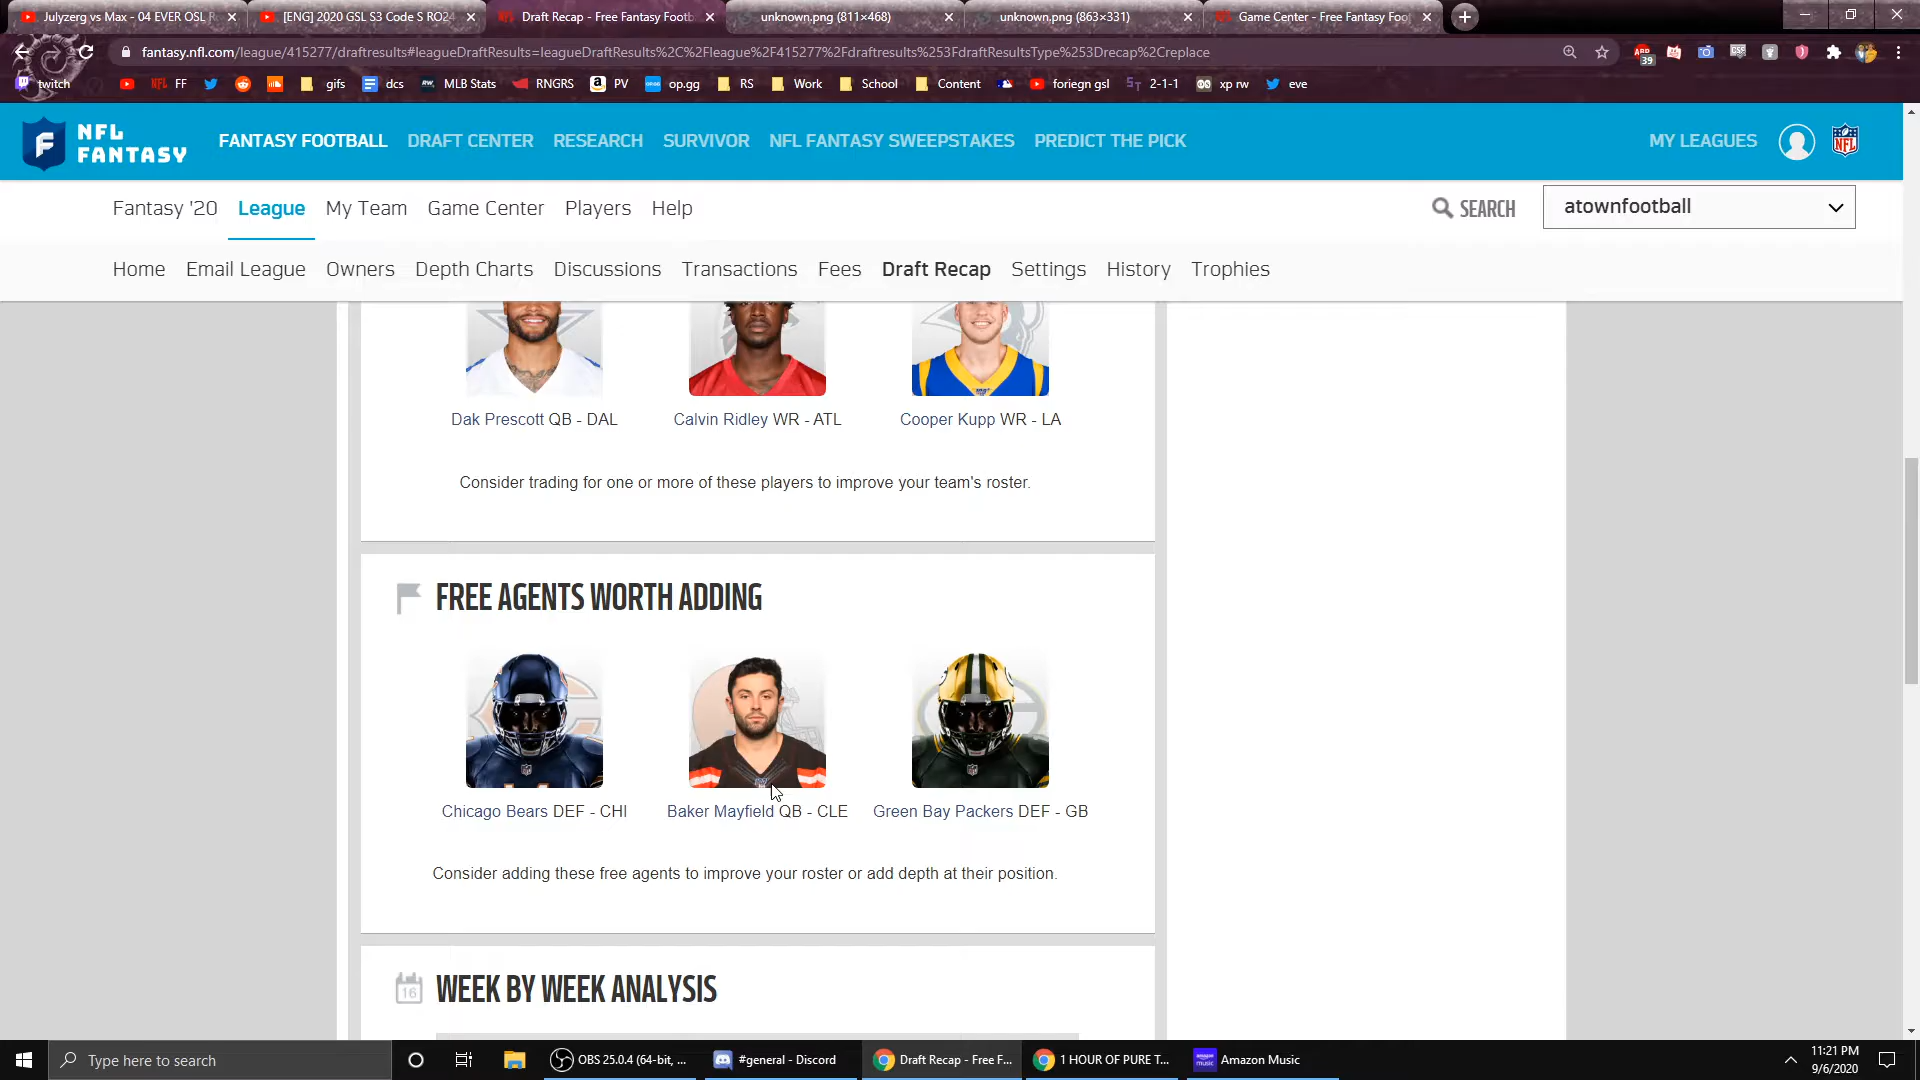 Julyzerg vs Max - 04 EVER OSL R
[ENG] 2020 GSL S3 Code S RO24
Draft Recap - Free Fantasy Footb
unknown.png (811×468)
unknown.png (863×331)
Game Center - Free Fantasy Foo
fantasy.nfl.com/league/415277/draftresults#leagueDraftResults=leagueDraftResults%2C%2Fleague%2F415277%2Fdraftresults%253FdraftResultsType%253Drecap%2Creplace
39
twitch
FF
gifs
dcs
MLB Stats
RNGRS
PV
op.gg
RS
Work
School
Content
foriegn gsl
2-1-1
xp rw
eve
NFL FANTASY
FANTASY FOOTBALL
DRAFT CENTER
RESEARCH
SURVIVOR
NFL FANTASY SWEEPSTAKES
PREDICT THE PICK
MY LEAGUES
Fantasy '20
League
My Team
Game Center
Players
Help
SEARCH
atownfootball
Home
Email League
Owners
Depth Charts
Discussions
Transactions
Fees
Draft Recap
Settings
History
Trophies
Dak Prescott QB - DAL
Calvin Ridley WR - ATL
Cooper Kupp WR - LA
Consider trading for one or more of these players to improve your team's roster.
FREE AGENTS WORTH ADDING
Chicago Bears DEF - CHI
Baker Mayfield QB - CLE
Green Bay Packers DEF - GB
Consider adding these free agents to improve your roster or add depth at their position.
16
WEEK BY WEEK ANALYSIS
Type here to search
OBS 25.0.4 (64-bit, ...
#general - Discord
Draft Recap - Free F...
1 HOUR OF PURE T...
Amazon Music
11:21 PM
9/6/2020